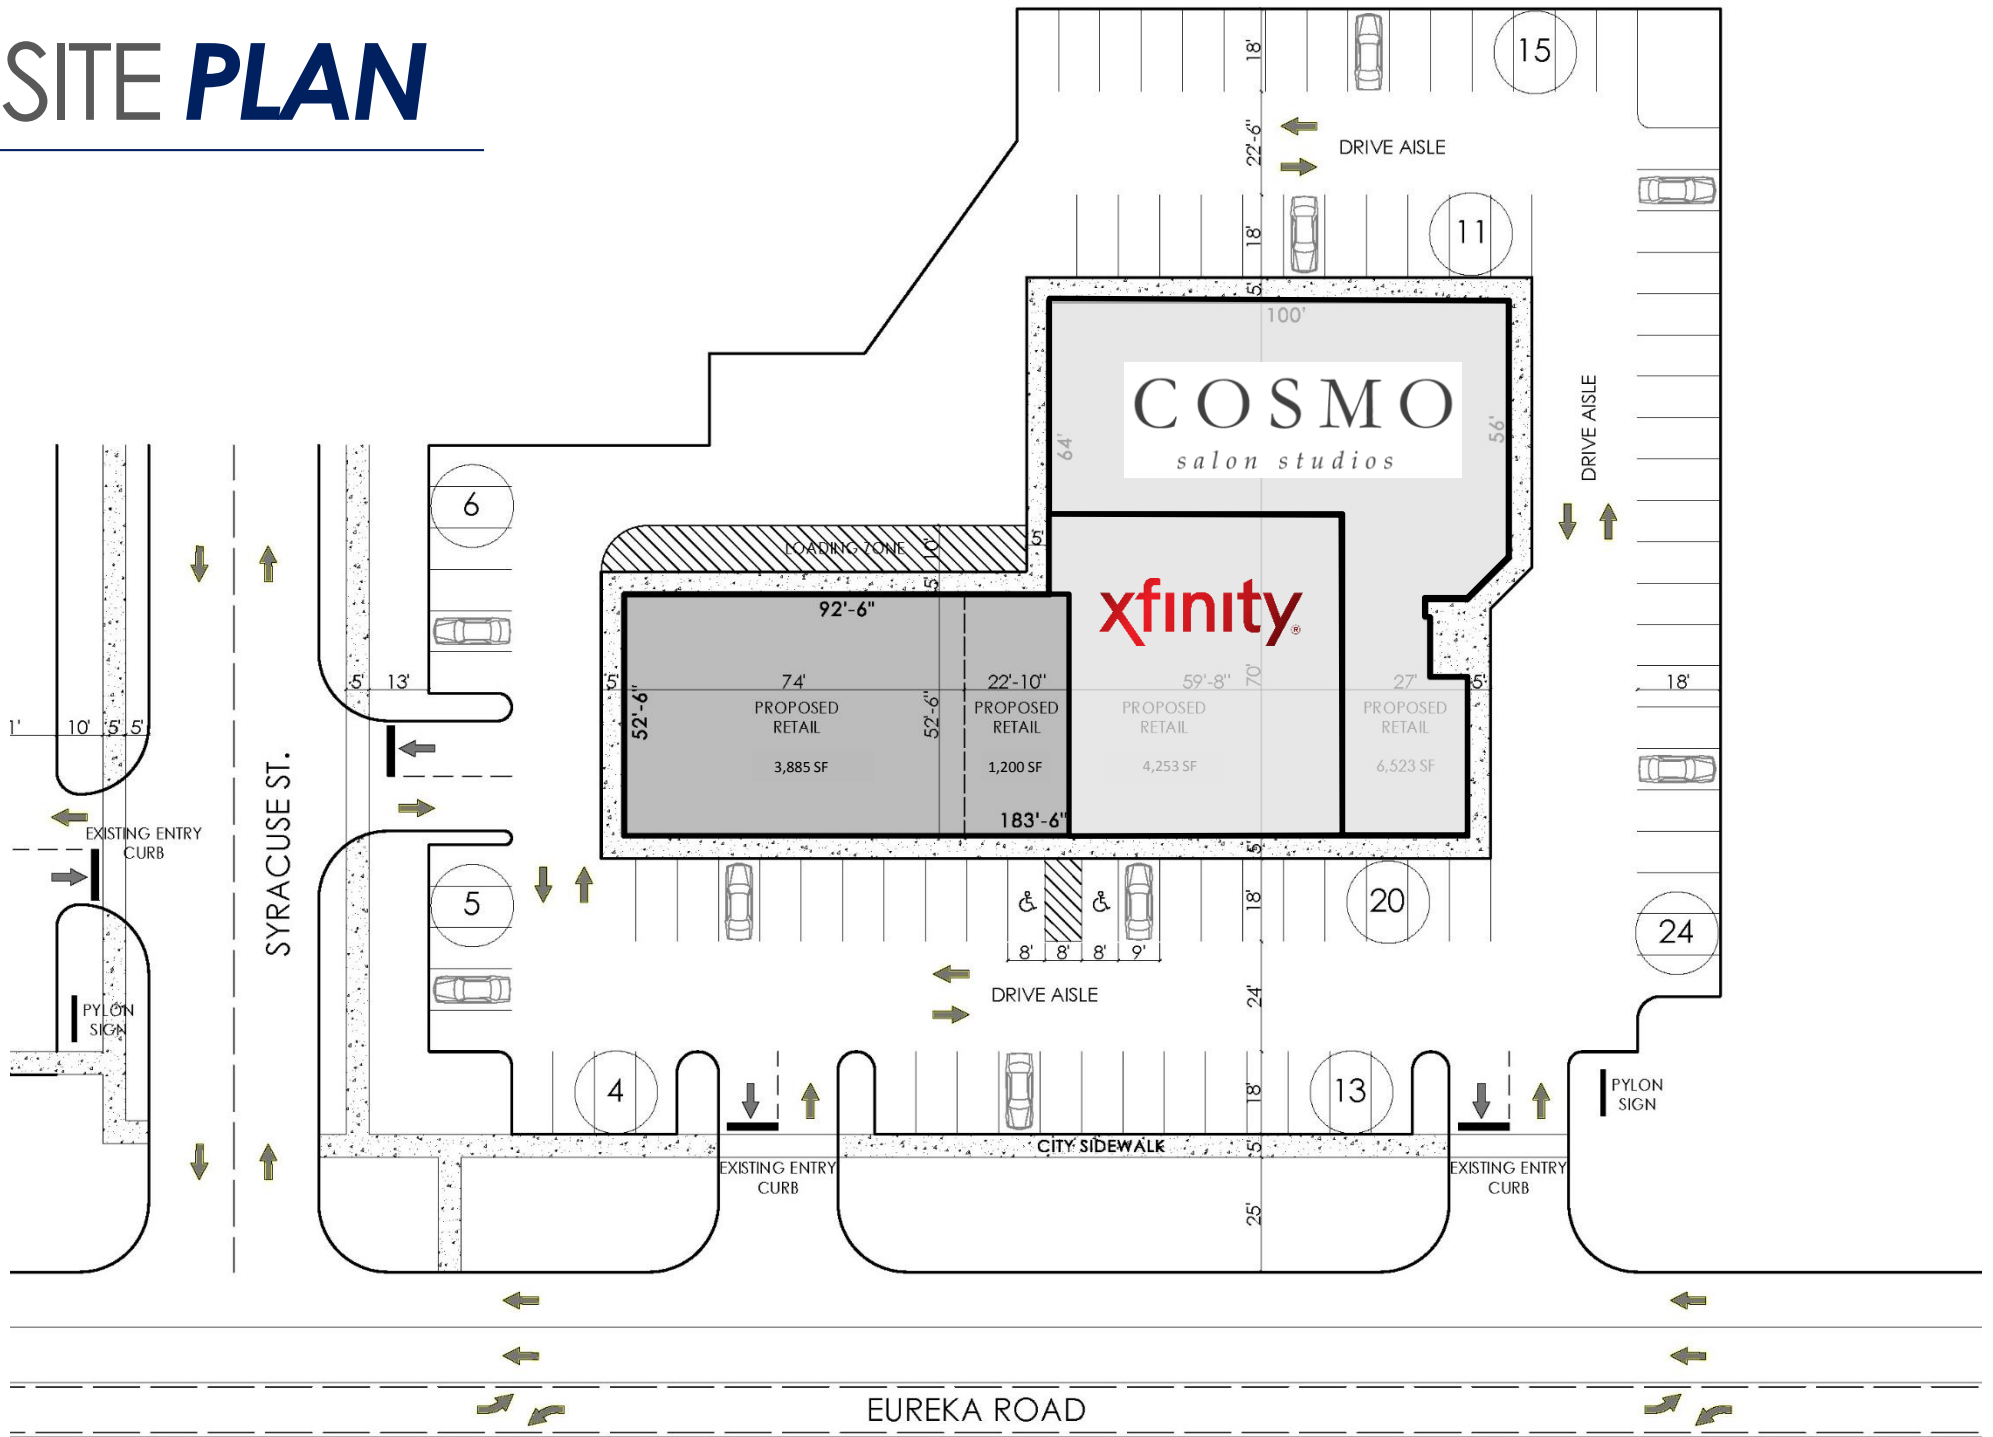 SITE PLAN
15
18'
22'-6"
DRIVE AISLE
11
18'
5'
100'
COSMO
salon studios
64'
56'
DRIVE AISLE
6
LOADING ZONE
10'
5'
5'
xfinity
®
92'-6"
5'
13'
5'
74'
22'-10"
59'-8"
70'
27'
5'
18'
52'-6"
52'-6"
PROPOSED
RETAIL
3,885 SF
PROPOSED
RETAIL
1,200 SF
PROPOSED
RETAIL
4,253 SF
PROPOSED
RETAIL
6,523 SF
183'-6"
1'
10'
5'
5'
EXISTING ENTRY
CURB
SYRACUSE ST.
5'
5
18'
20
24
8'
8'
8'
9'
24'
DRIVE AISLE
PYLON
SIGN
4
13
18'
PYLON
SIGN
CITY SIDEWALK
5'
EXISTING ENTRY
CURB
EXISTING ENTRY
CURB
25'
EUREKA ROAD